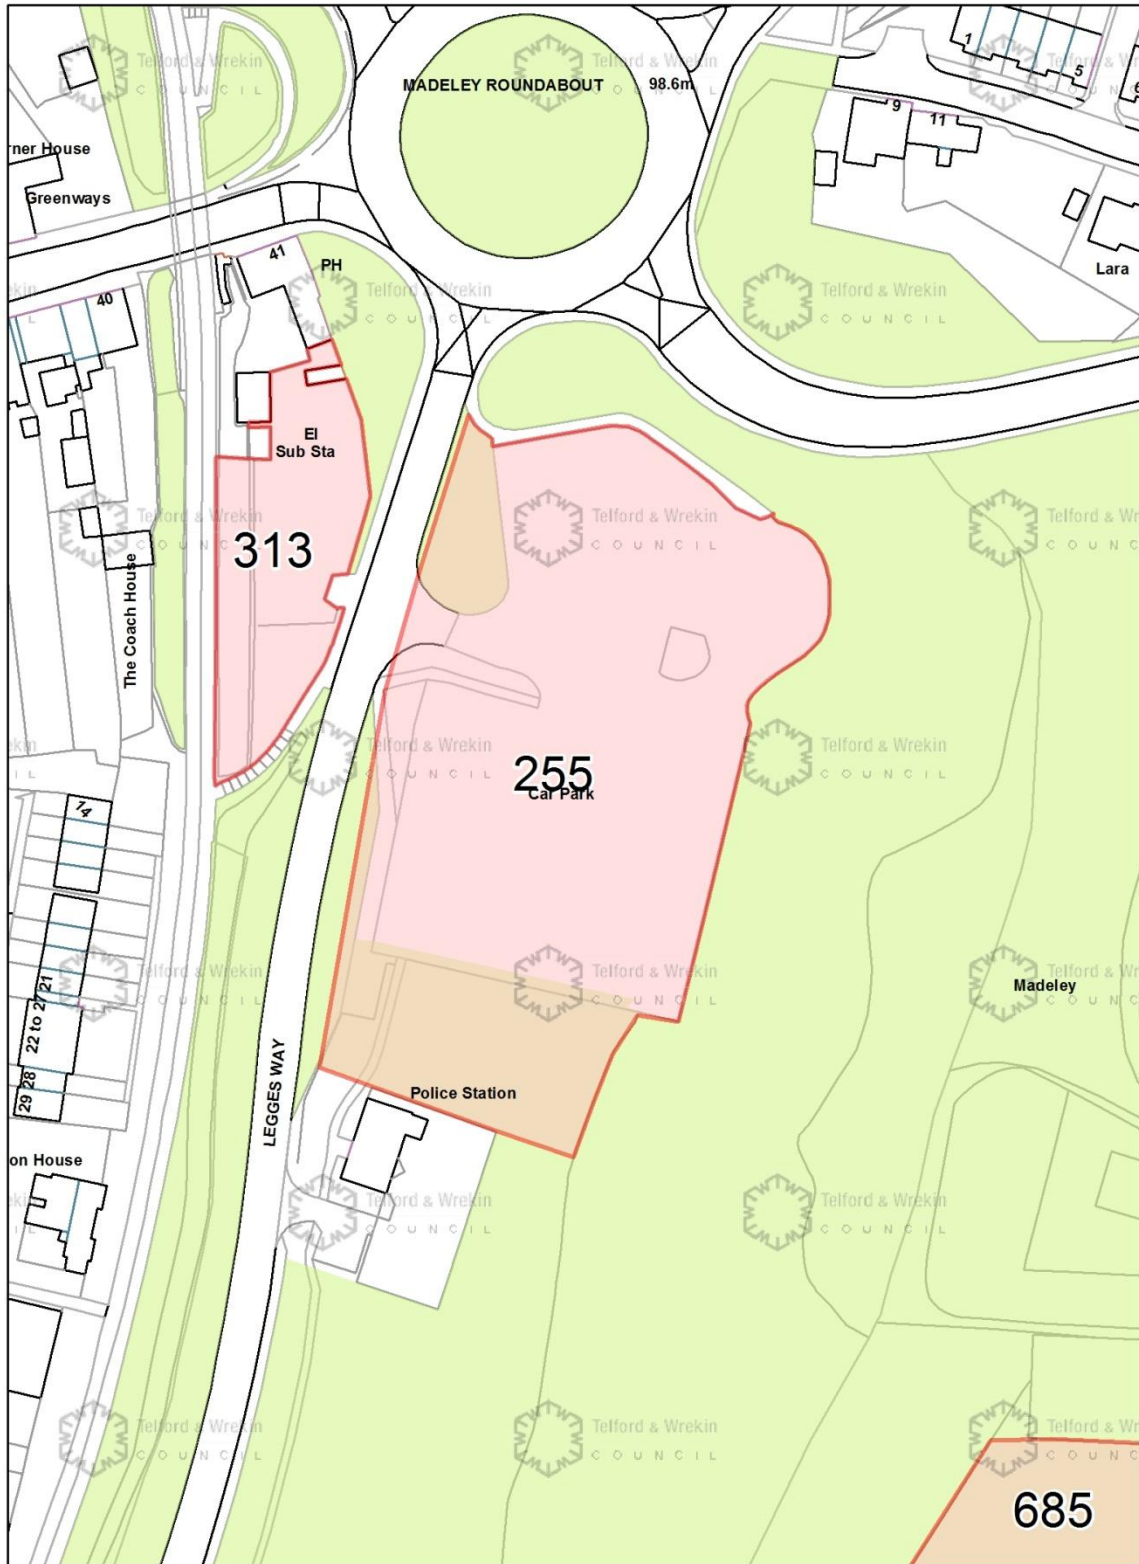 MADELEY ROUNDABOUT
98.6m
1
5
9
11
rner House
Greenways
41
PH
Lara
40
El
Sub Sta
313
The Coach House
255
Car Park
14
Madeley
21
22 to 27
28
29
LEGGES WAY
Police Station
on House
685
Telford & Wrekin
COUNCIL